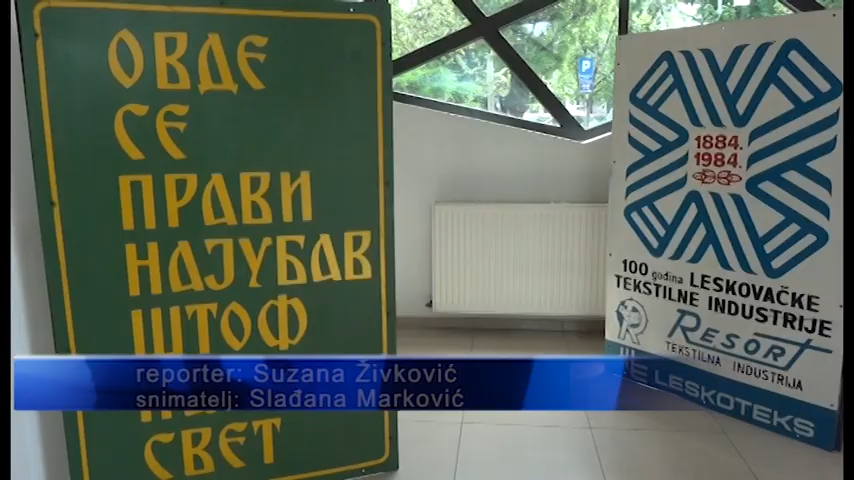 ОВДЕ
СЕ
ПРАВИ
НАЈУБАВ
ШТОФ
СВЕТ
1884.
1984.
100 godina LESKOVAČKE
TEKSTILNE INDUSTRIJE
RESORT
TEKSTILNA INDUSTRIJA
LESKOTEKS
reporter: Suzana Živković
snimatelj: Slađana Marković